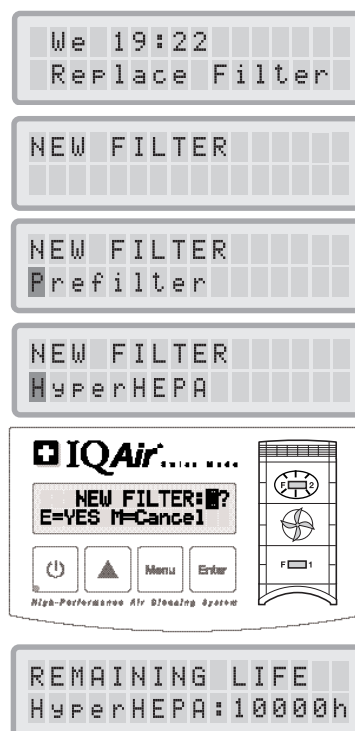 We 19:22
Replace Filter
NEW FILTER
NEW FILTER
Prefilter
NEW FILTER
HyperHEPA
IQAir
NEW FILTER: ?
E=YES M=Cancel
F 2
Menu Enter
F 1
High-Performance Air Cleaning System
REMAINING LIFE
HyperHEPA:10000h